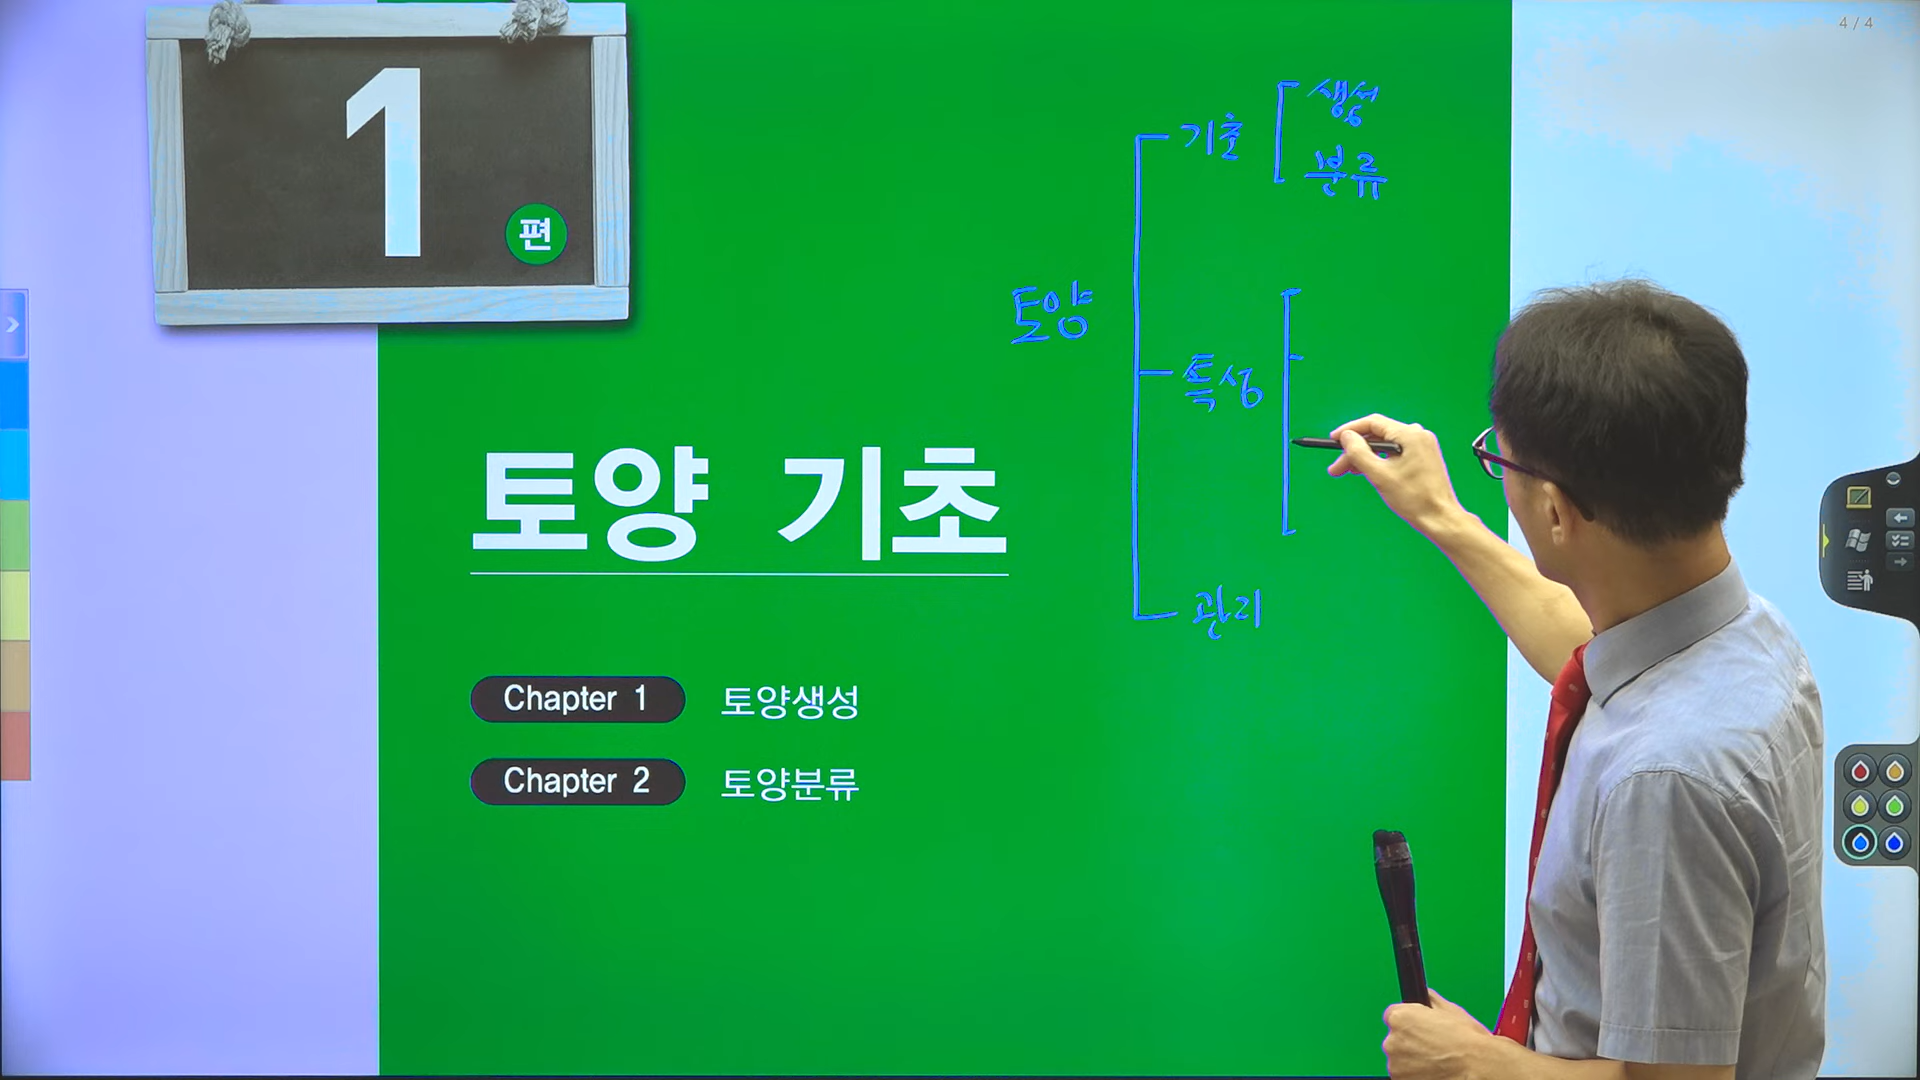 4 / 4
1
편
생성
기초
분류
토양
특성
관리
토양 기초
Chapter 1 토양생성
Chapter 2 토양분류